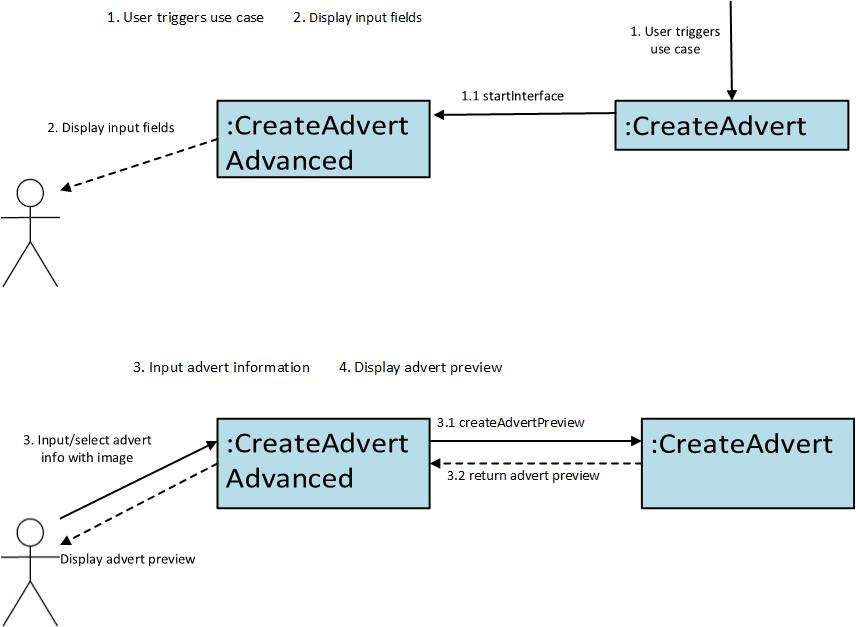 1. User triggers use case 2. Display input fields
1. User triggers
use case
1.1 startInterface
:CreateAdvert
Advanced
:CreateAdvert
2. Display input fields
3. Input advert information 4. Display advert preview
3. Input/select advert
info with image
:CreateAdvert
Advanced
3.1 createAdvertPreview
3.2 return advert preview
:CreateAdvert
Display advert preview